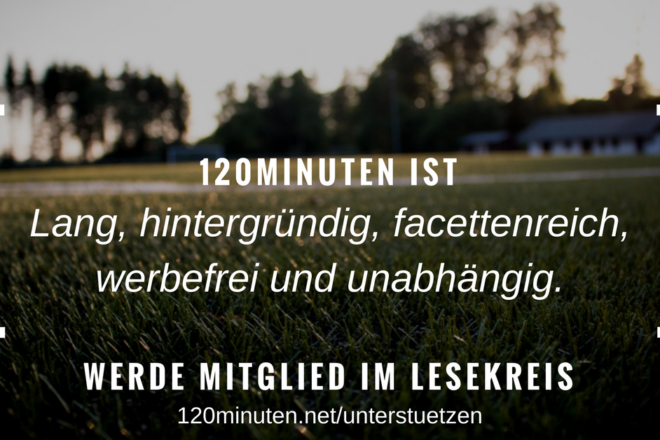 120MINUTEN IST
Lang, hintergründig, facettenreich,
werbefrei und unabhängig.
WERDE MITGLIED IM LESEKREIS
120minuten.net/unterstuetzen